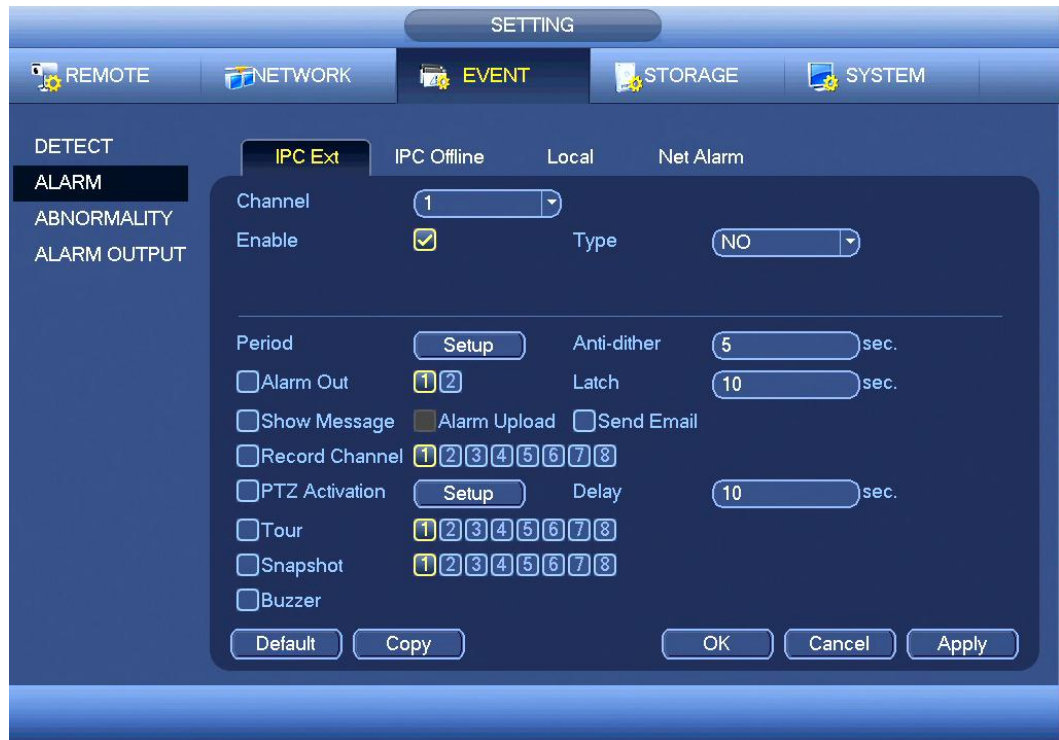 SETTING
REMOTE NETWORK EVENT STORAGE SYSTEM
DETECT
ALARM
ABNORMALITY
ALARM OUTPUT
IPC Ext IPC Offline Local Net Alarm
Channel 1
Enable Type NO
Period Setup Anti-dither 5 sec.
Alarm Out 1 2 Latch 10 sec.
Show Message Alarm Upload Send Email
Record Channel 1 2 3 4 5 6 7 8
PTZ Activation Setup Delay 10 sec.
Tour 1 2 3 4 5 6 7 8
Snapshot 1 2 3 4 5 6 7 8
Buzzer
Default Copy OK Cancel Apply